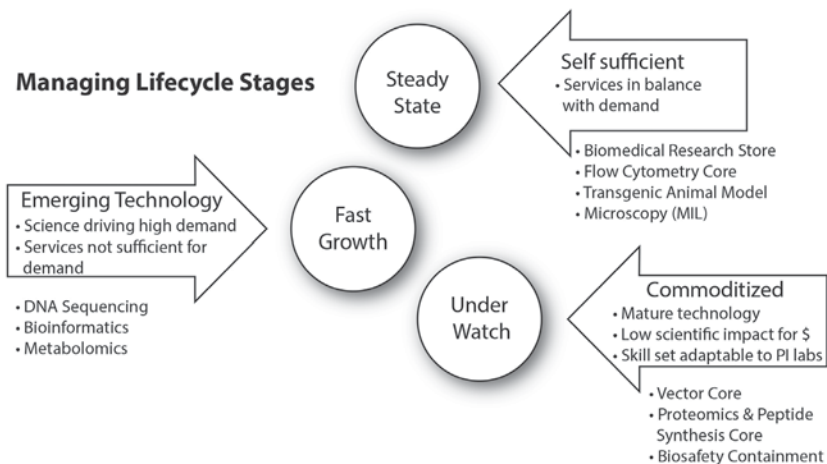 Managing Lifecycle Stages
Steady
State
Self sufficient
• Services in balance
with demand
• Biomedical Research Store
• Flow Cytometry Core
• Transgenic Animal Model
• Microscopy (MIL)
Emerging Technology
• Science driving high demand
• Services not sufficient for
demand
• DNA Sequencing
• Bioinformatics
• Metabolomics
Fast
Growth
Under
Watch
Commoditized
• Mature technology
• Low scientific impact for $
• Skill set adaptable to PI labs
• Vector Core
• Proteomics & Peptide
Synthesis Core
• Biosafety Containment